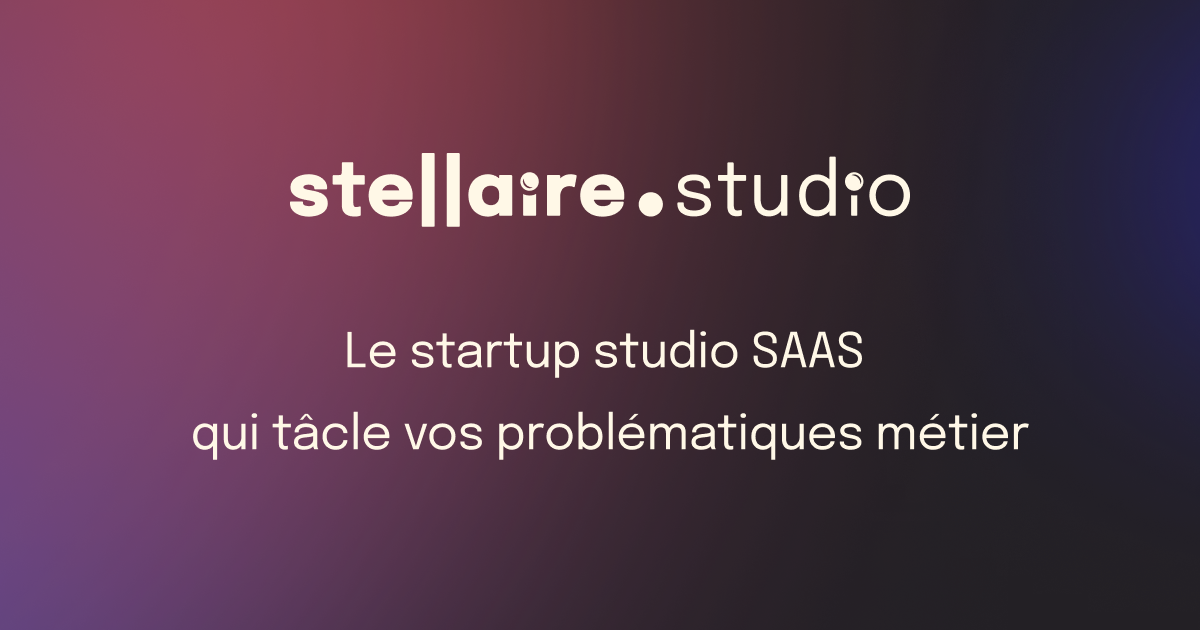 stellaire.studio
Le startup studio SAAS
qui tâcle vos problématiques métier